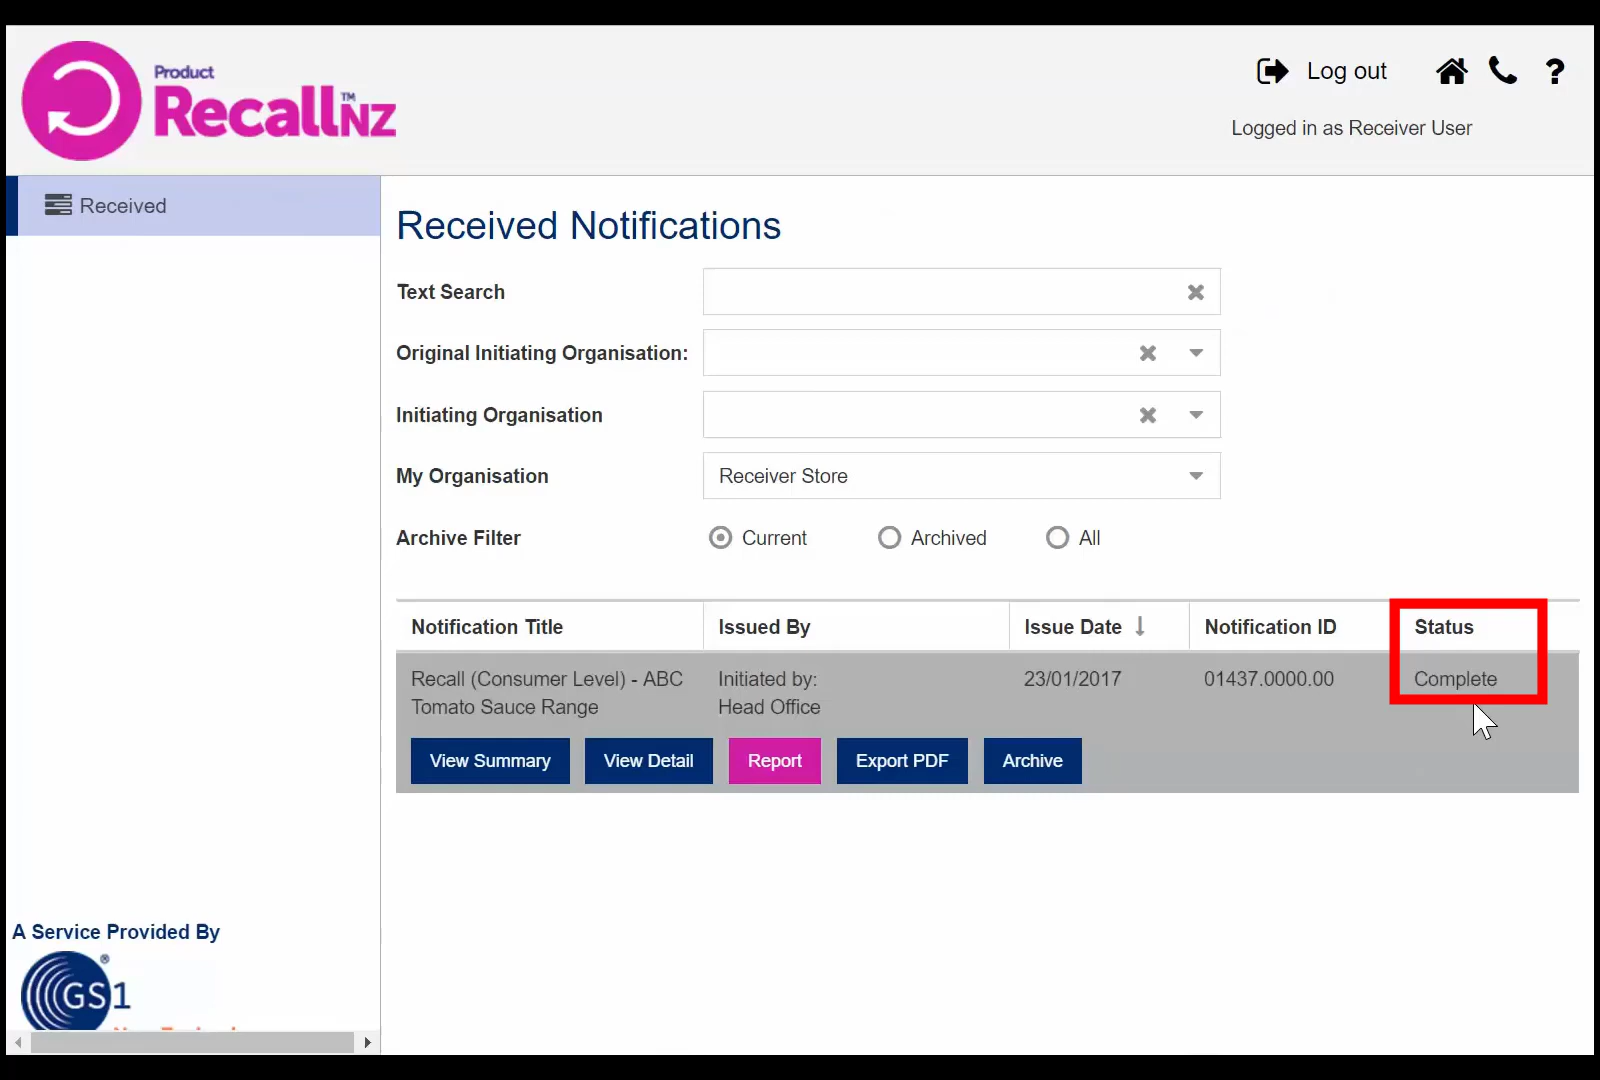 Product
Recall™NZ
Log out
?
Logged in as Receiver User
Received
Received Notifications
Text Search
Original Initiating Organisation:
Initiating Organisation
My Organisation
Receiver Store
Archive Filter
Current
Archived
All
Notification Title
Issued By
Issue Date
Notification ID
Status
Recall (Consumer Level) - ABC
Tomato Sauce Range
Initiated by:
Head Office
23/01/2017
01437.0000.00
Complete
View Summary
View Detail
Report
Export PDF
Archive
A Service Provided By
GS1
®